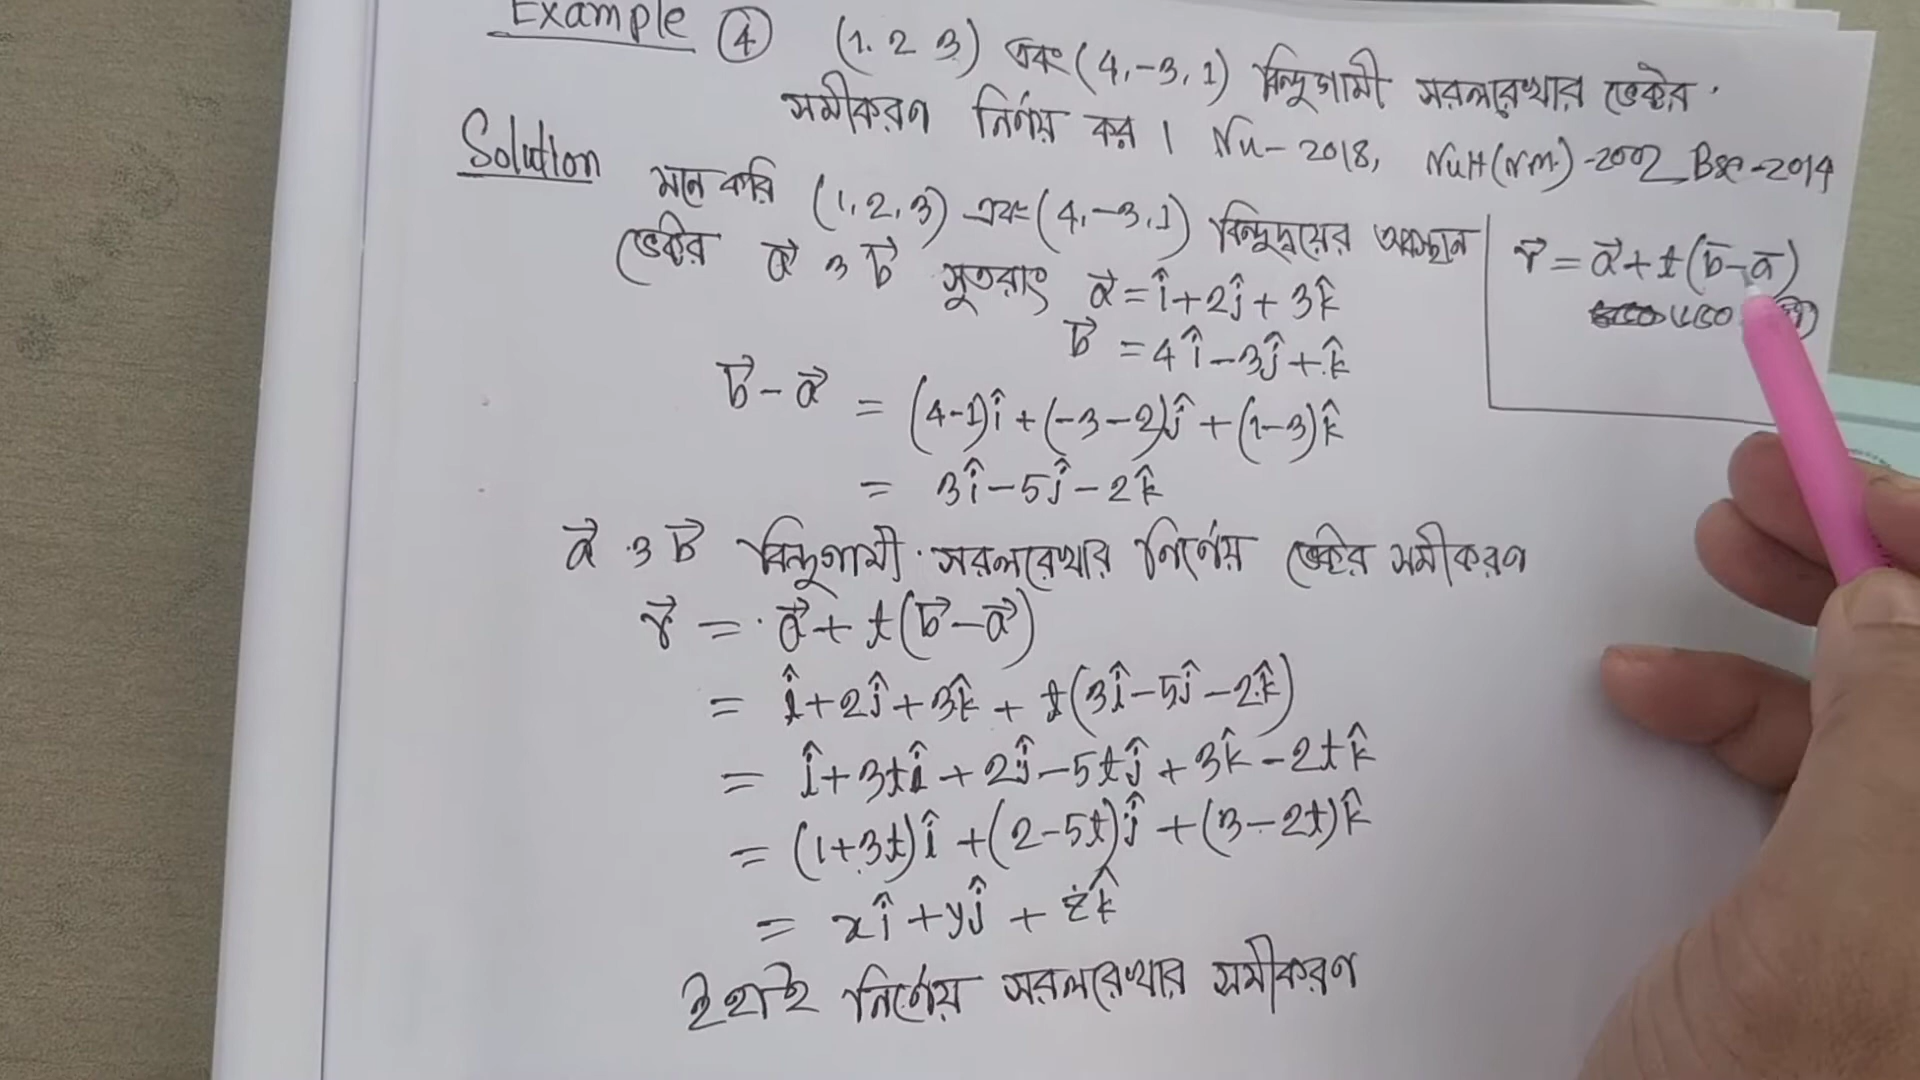 Example ④ (1. 2 3) এবং (4,-3, 1) বিন্দুগামী সরলরেখার ভেক্টর
সমীকরণ নির্ণয় কর। Nu-2018, NuH(NM)-2002 Bsc-2014
Solution মনে করি (1, 2, 3) এবং (4,-3, 1) বিন্দুদ্বয়ের অবস্থান
ভেক্টর a⃗ ও b⃗ সুতরাং a⃗ = î+2ĵ+3k̂
b⃗ = 4î-3ĵ+k̂
r⃗ = a⃗+t(b̄-ā)
b⃗-a⃗ = (4-1)î+(-3-2)ĵ+(1-3)k̂
= 3î-5ĵ-2k̂
a⃗ ও b⃗ বিন্দুগামী সরলরেখার নির্ণেয় ভেক্টর সমীকরণ
r⃗ = a⃗+t(b⃗-a⃗)
= î+2ĵ+3k̂+t(3î-5ĵ-2k̂)
= î+3tî+2ĵ-5tĵ+3k̂-2tk̂
= (1+3t)î+(2-5t)ĵ+(3-2t)k̂
= xî+yĵ+zk̂
ইহাই নির্ণেয় সরলরেখার সমীকরণ